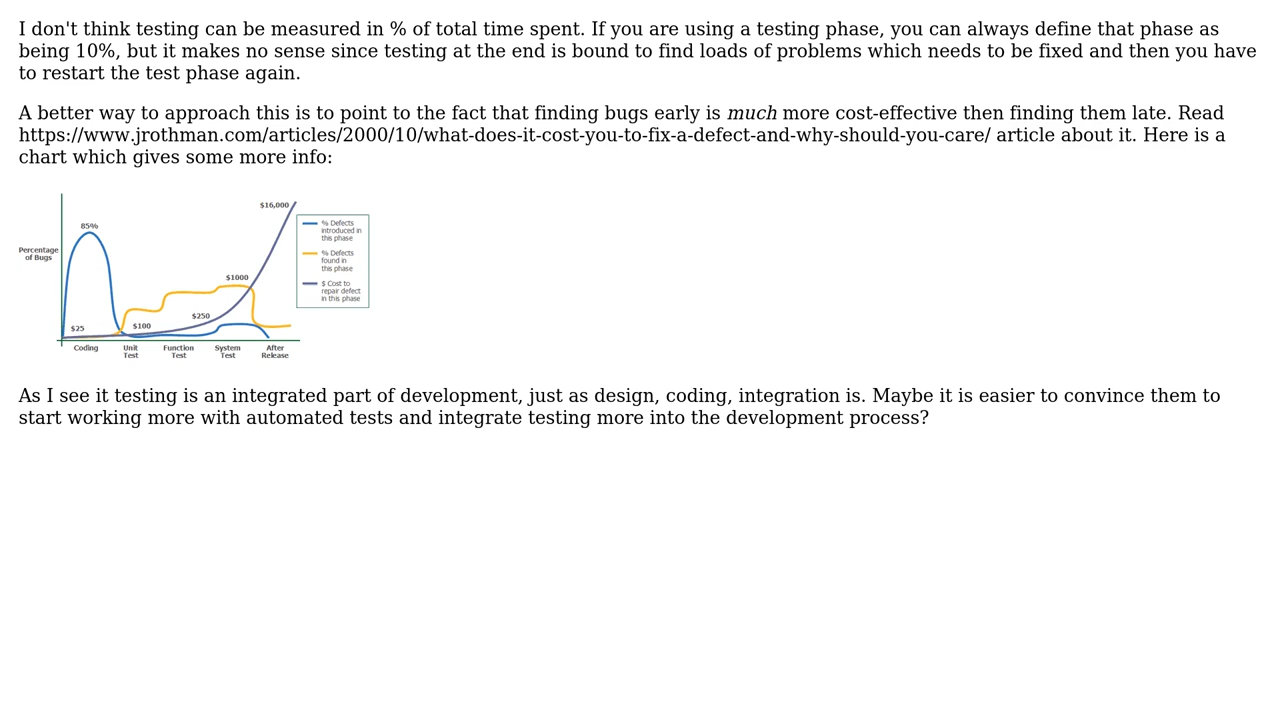 I don't think testing can be measured in % of total time spent. If you are using a testing phase, you can always define that phase as
being 10%, but it makes no sense since testing at the end is bound to find loads of problems which needs to be fixed and then you have
to restart the test phase again.
A better way to approach this is to point to the fact that finding bugs early is much more cost-effective then finding them late. Read
https://www.jrothman.com/articles/2000/10/what-does-it-cost-you-to-fix-a-defect-and-why-should-you-care/ article about it. Here is a
chart which gives some more info:
$16,000
85%
Percentage
of Bugs
$1000
$250
$100
$25
Coding
Unit
Test
Function
Test
System
Test
After
Release
% Defects
introduced in
this phase
% Defects
found in
this phase
$ Cost to
repair defect
in this phase
As I see it testing is an integrated part of development, just as design, coding, integration is. Maybe it is easier to convince them to
start working more with automated tests and integrate testing more into the development process?